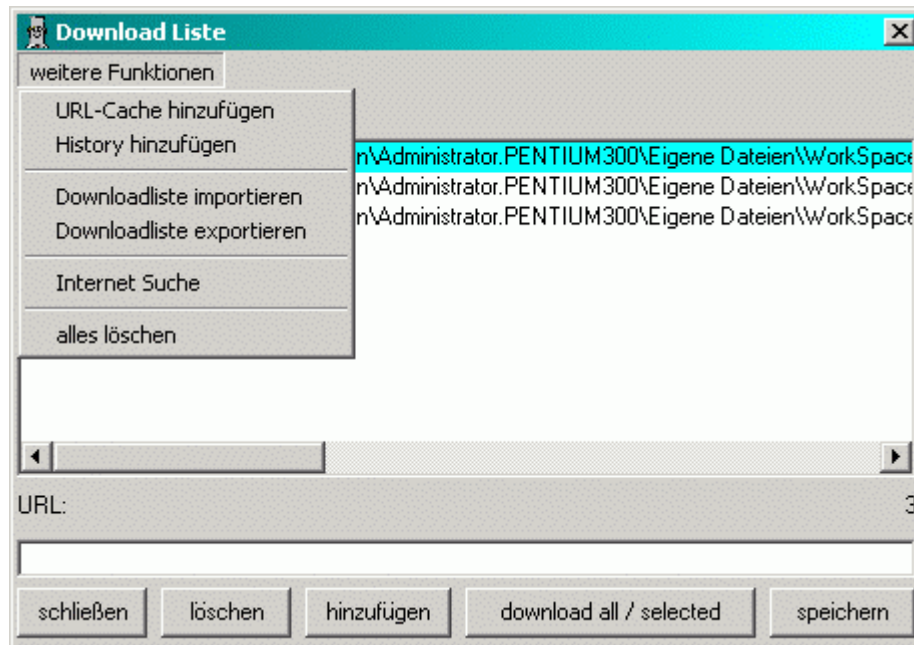 Download Liste
weitere Funktionen
URL-Cache hinzufügen
History hinzufügen
Downloadliste importieren
Downloadliste exportieren
Internet Suche
alles löschen
n\Administrator.PENTIUM300\Eigene Dateien\WorkSpace
n\Administrator.PENTIUM300\Eigene Dateien\WorkSpace
n\Administrator.PENTIUM300\Eigene Dateien\WorkSpace
URL: 3
schließen löschen hinzufügen download all / selected speichern